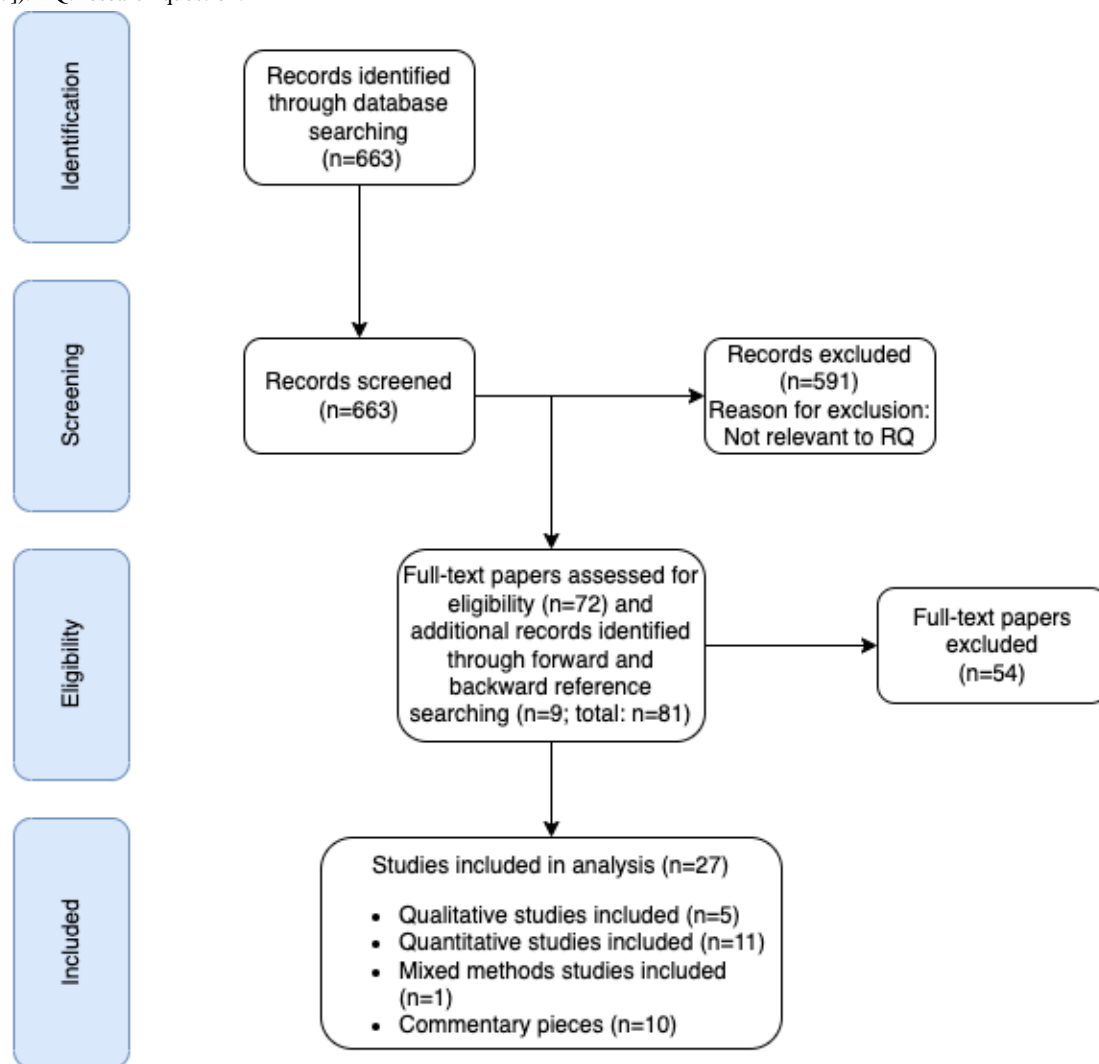 Identification
Records identified
through database
searching
(n=663)
Screening
Records screened
(n=663)
Records excluded
(n=591)
Reason for exclusion:
Not relevant to RQ
Eligibility
Full-text papers assessed for
eligibility (n=72) and
additional records identified
through forward and
backward reference
searching (n=9; total: n=81)
Full-text papers
excluded
(n=54)
Included
Studies included in analysis (n=27)
• Qualitative studies included (n=5)
• Quantitative studies included (n=11)
• Mixed methods studies included
(n=1)
• Commentary pieces (n=10)